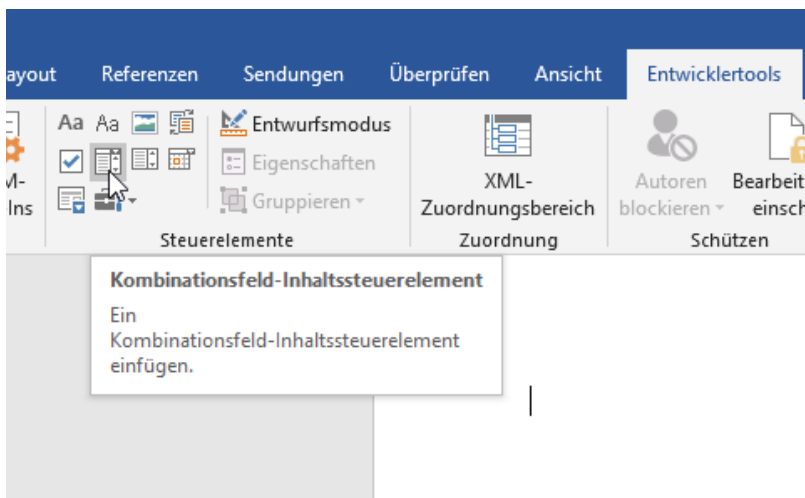 ayout Referenzen Sendungen Überprüfen Ansicht Entwicklertools
Aa Aa Entwurfsmodus
Eigenschaften
Gruppieren
M-
Ins
XML-
Zuordnungsbereich
Autoren
blockieren
Bearbeit
einsch
Steuerelemente Zuordnung Schützen
Kombinationsfeld-Inhaltssteuerelement
Ein
Kombinationsfeld-Inhaltssteuerelement
einfügen.